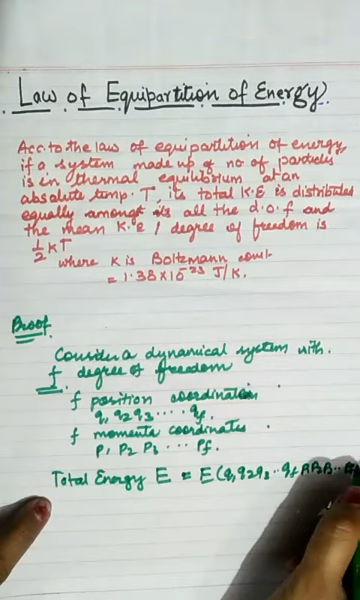 Law of Equipartition of Energy.
Acc. to the law of equipartition of energy
if a system made up of no of particles
is in thermal equilibrium at an
absolute temp. T, its total K.E is distributed
equally amongst its all the d.o.f and
the mean K.E / degree of freedom is
1/2 kT
where K is Boltzmann const
= 1.38 × 10^-23 J/K.
Proof
Consider a dynamical system with.
f degree of freedom
f position coordinates
q1 q2 q3 .... qf.
f momenta coordinates
p1 p2 p3 ... pf.
Total Energy E = E(q1 q2 q3 .. qf P1 P2 P3 ..